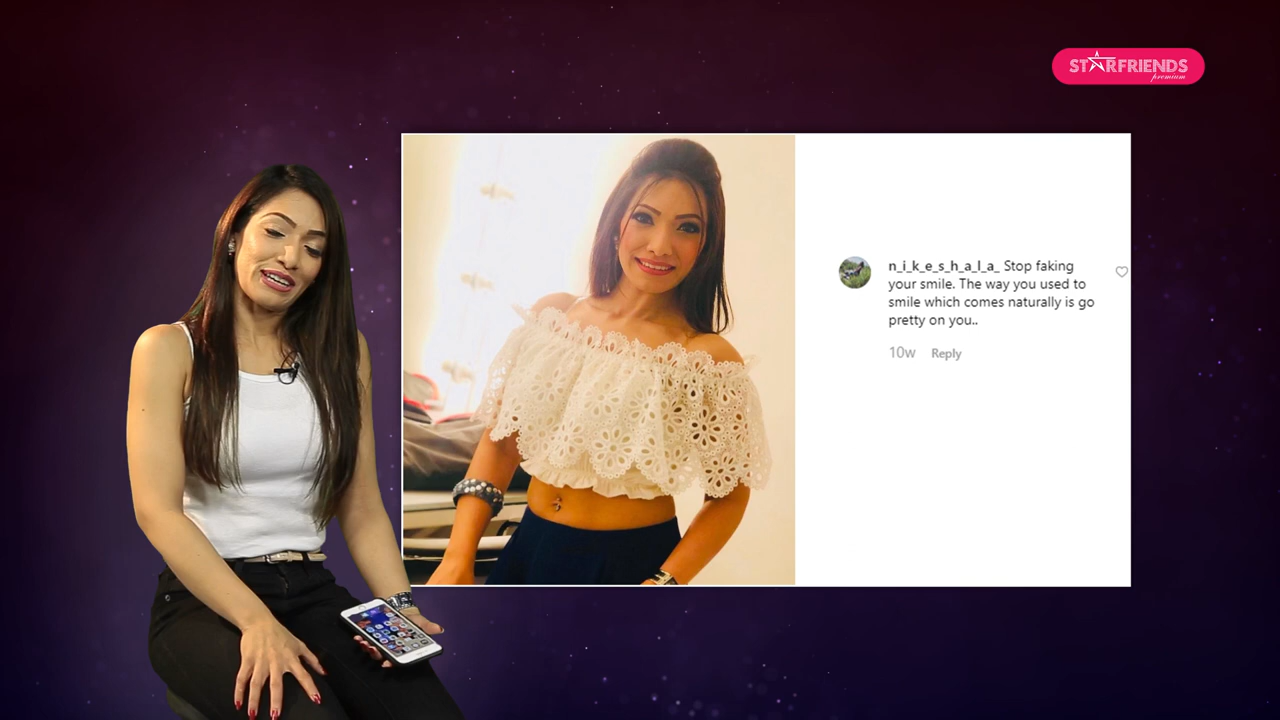 STARFRIENDS
premium
n_i_k_e_s_h_a_l_a_ Stop faking
your smile. The way you used to
smile which comes naturally is go
pretty on you..
10w Reply